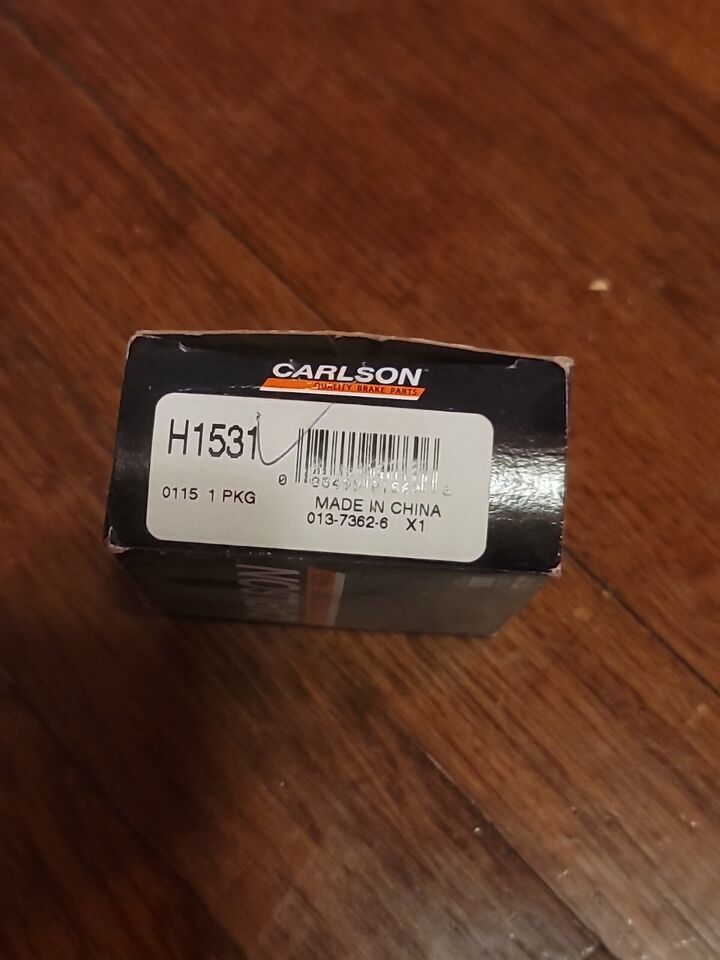 CARLSON
QUALITY BRAKE PARTS
H1531
0115 1 PKG
MADE IN CHINA
013-7362-6 X1